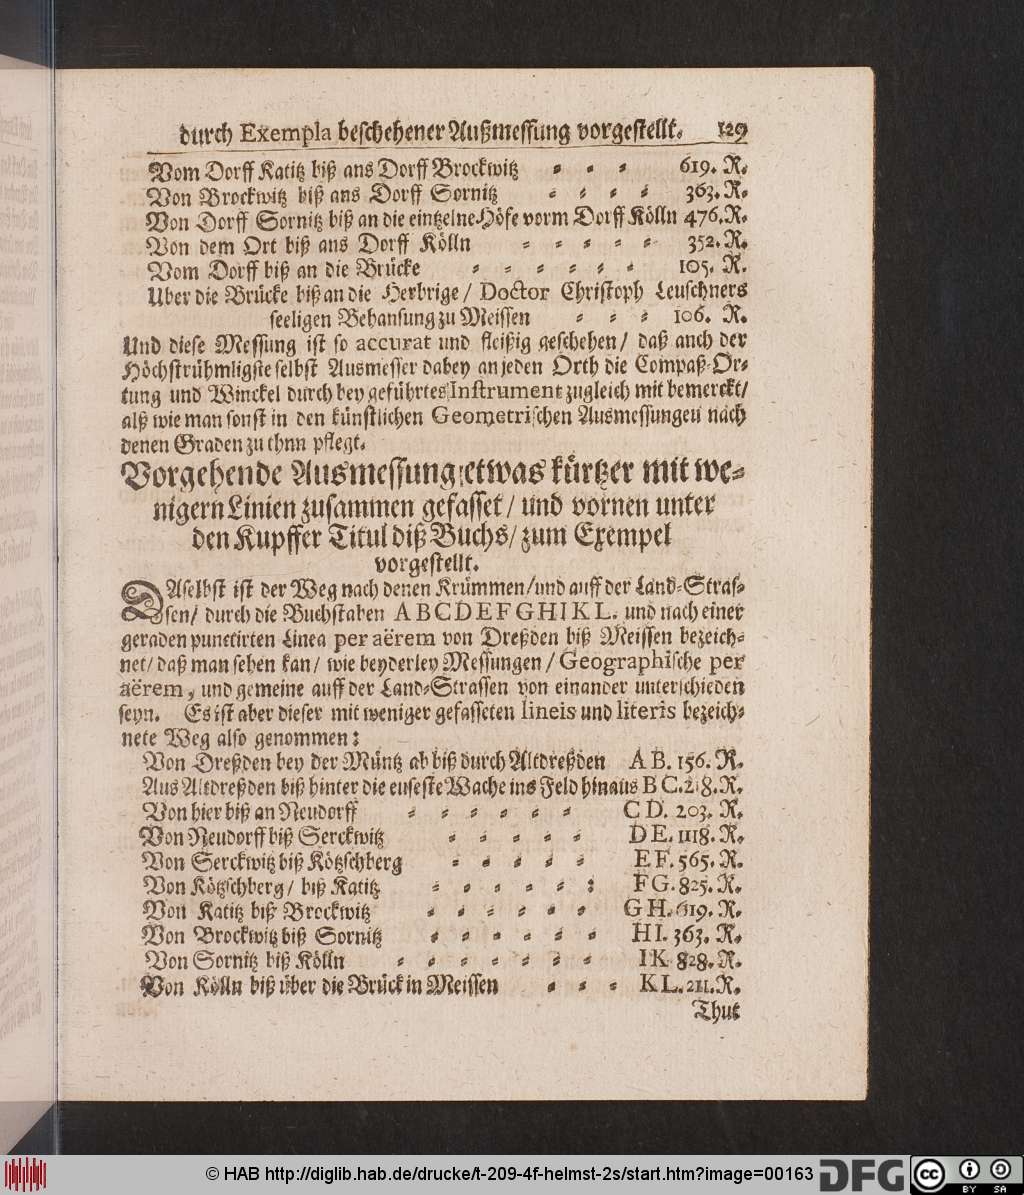 durch Exempla beschehener Außmessung vorgestellt. 129
Vom Dorff Katitz biß ans Dorff Brockwitz = = = 619. R.
Von Brockwitz biß ans Dorff Sornitz = = = = 363. R.
Von Dorff Sornitz biß an die eintzelne Höfe vorm Dorff Kölln 476. R.
Von dem Ort biß ans Dorff Kölln = = = = = 352. R.
Vom Dorff biß an die Brücke = = = = = = 105. R.
Uber die Brücke biß an die Herbrige / Doctor Christoph Leuschners
seeligen Behausung zu Meissen = = = 106. R.
Und diese Messung ist so accurat und fleißig geschehen / daß auch der
Höchstrühmligste selbst Ausmesser dabey an jeden Orth die Compaß-Or-
tung und Winckel durch bey geführtes Instrument zugleich mit bemerckt/
alß wie man sonst in den künstlichen Geometrischen Ausmessungen nach
denen Graden zu thun pflegt.
Vorgehende Ausmessung etwas kürtzer mit we-
nigern Linien zusammen gefasset / und vornen unter
den Kupffer Titul diß Buchs / zum Exempel
vorgestellt.
DAselbst ist der Weg nach denen Krümmen/und auff der Land-Stras-
sen/ durch die Buchstaben A B C D E F G H I K L. und nach einer
geraden punctirten Linea per aërem von Dreßden biß Meissen bezeich-
net/ daß man sehen kan / wie beyderley Messungen / Geographische per
aërem, und gemeine auff der Land-Strassen von einander unterschieden
seyn. Es ist aber dieser mit weniger gefasseten lineis und literis bezeich-
nete Weg also genommen:
Von Dreßden bey der Müntz ab biß durch Altdreßden A B. 156. R.
Aus Altdreßden biß hinter die euseste Wache ins Feld hinaus B C. 218. R.
Von hier biß an Neudorff = = = = = = C D. 203. R.
Von Neudorff biß Serckwitz = = = = = D E. 1118. R.
Von Serckwitz biß Kötzschberg = = = = = E F. 565. R.
Von Kötzschberg / biß Katitz = = = = = : F G. 825. R.
Von Katitz biß Brockwitz = = = = = = G H. 619. R.
Von Brockwitz biß Sornitz = = = = = = H I. 363. R.
Von Sornitz biß Kölln = = = = = = = I K 828. R.
Von Kölln biß über die Brück in Meissen = = = K L. 211. R.
Thut
© HAB http://diglib.hab.de/drucke/t-209-4f-helmst-2s/start.htm?image=00163
DFG
cc
BY SA